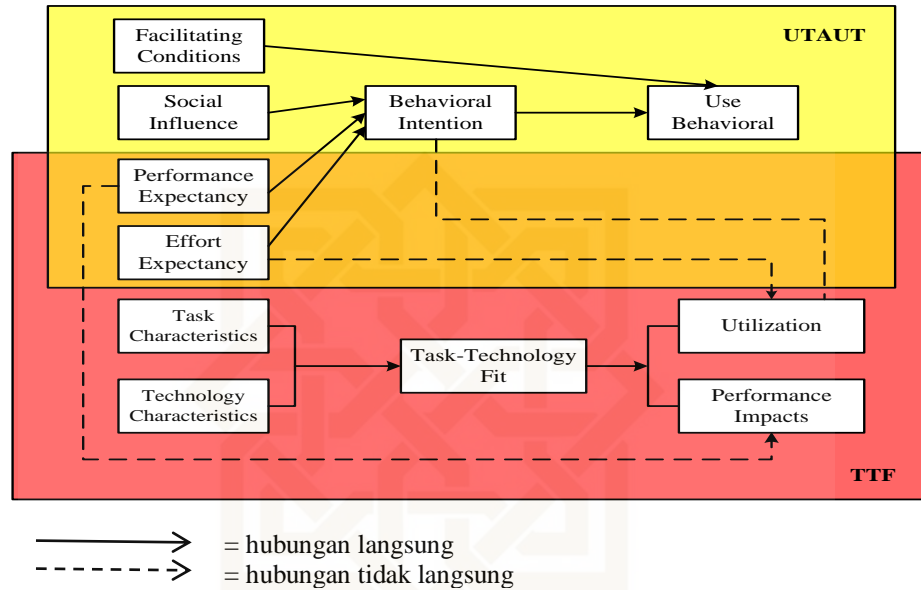 Facilitating
Conditions
UTAUT
Social
Influence
Behavioral
Intention
Use
Behavioral
Performance
Expectancy
Effort
Expectancy
Task
Characteristics
Utilization
Task-Technology
Fit
Technology
Characteristics
Performance
Impacts
TTF
= hubungan langsung
= hubungan tidak langsung